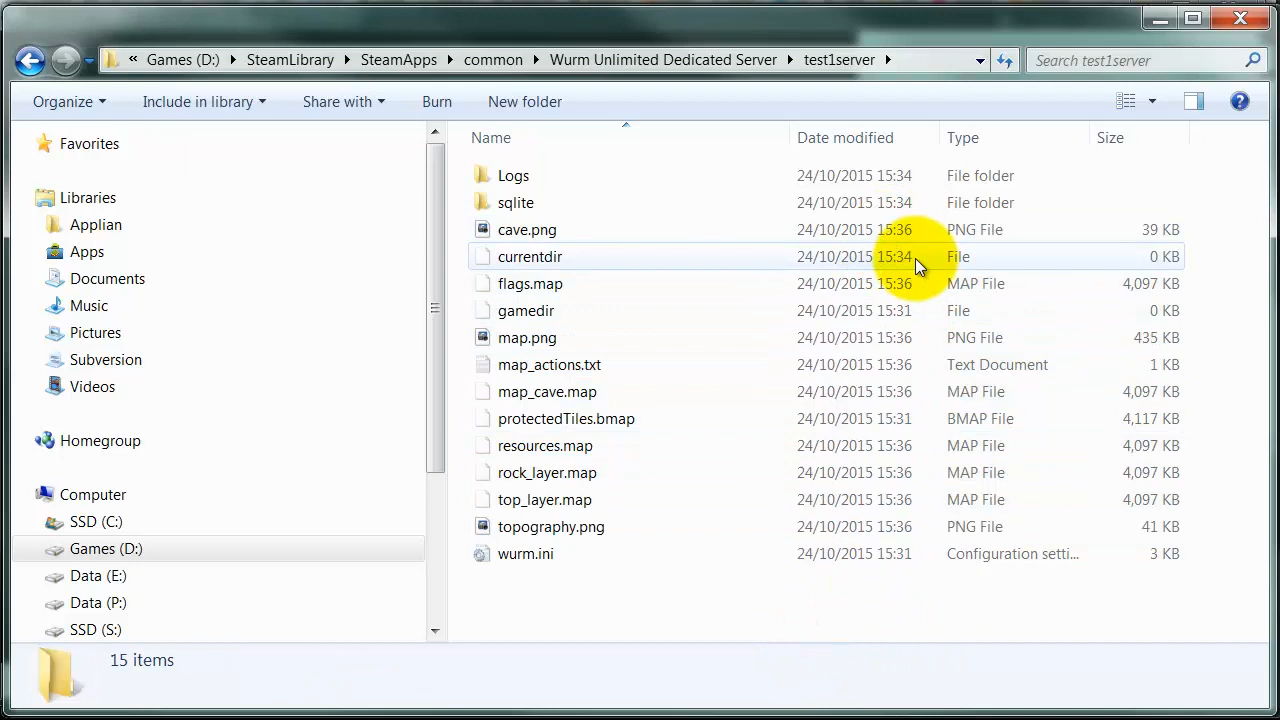 « Games (D:) SteamLibrary SteamApps common Wurm Unlimited Dedicated Server test1server Search test1server
Organize Include in library Share with Burn New folder
Favorites
Libraries
Applian
Apps
Documents
Music
Pictures
Subversion
Videos
Homegroup
Computer
SSD (C:)
Games (D:)
Data (E:)
Data (P:)
SSD (S:)
Name Date modified Type Size
Logs 24/10/2015 15:34 File folder
sqlite 24/10/2015 15:34 File folder
cave.png 24/10/2015 15:36 PNG File 39 KB
currentdir 24/10/2015 15:34 File 0 KB
flags.map 24/10/2015 15:36 MAP File 4,097 KB
gamedir 24/10/2015 15:31 File 0 KB
map.png 24/10/2015 15:36 PNG File 435 KB
map_actions.txt 24/10/2015 15:36 Text Document 1 KB
map_cave.map 24/10/2015 15:36 MAP File 4,097 KB
protectedTiles.bmap 24/10/2015 15:31 BMAP File 4,117 KB
resources.map 24/10/2015 15:36 MAP File 4,097 KB
rock_layer.map 24/10/2015 15:36 MAP File 4,097 KB
top_layer.map 24/10/2015 15:36 MAP File 4,097 KB
topography.png 24/10/2015 15:36 PNG File 41 KB
wurm.ini 24/10/2015 15:31 Configuration setti... 3 KB
15 items